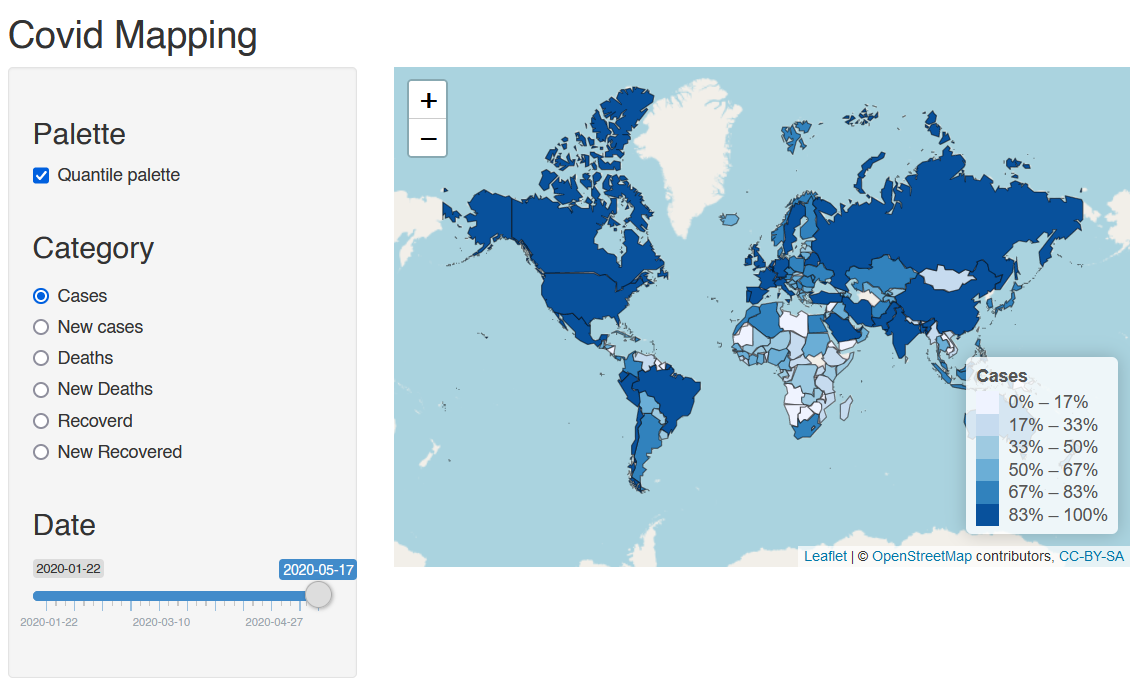 Covid Mapping
Palette
Quantile palette
Category
Cases
New cases
Deaths
New Deaths
Recoverd
New Recovered
Date
2020-01-22
2020-05-17
2020-01-22 2020-03-10 2020-04-27
+
−
Cases
0% – 17%
17% – 33%
33% – 50%
50% – 67%
67% – 83%
83% – 100%
Leaflet | © OpenStreetMap contributors, CC-BY-SA